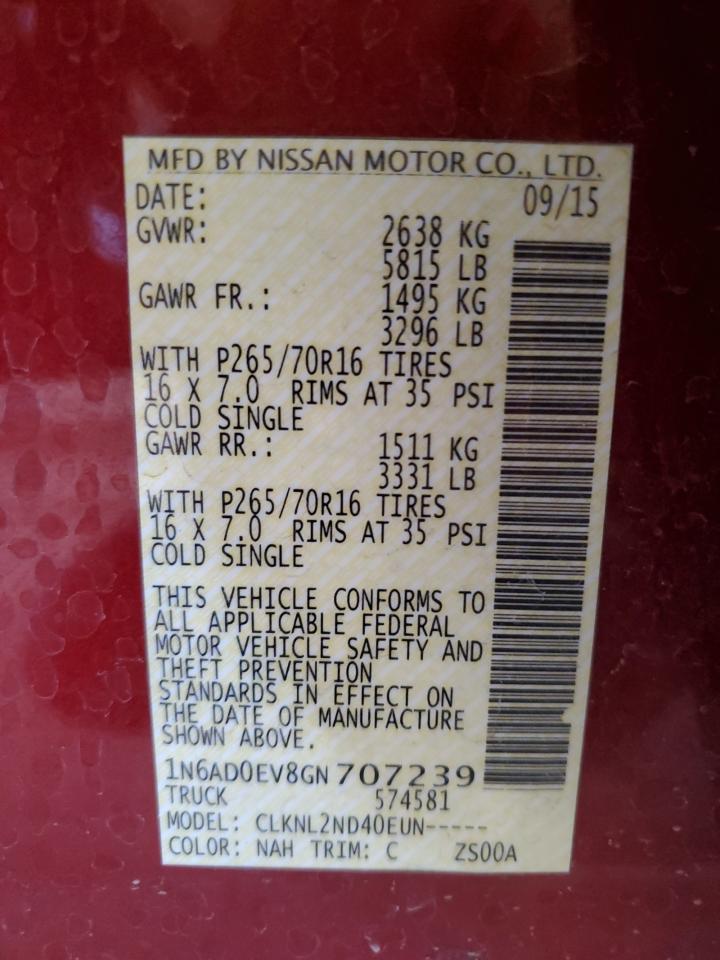 MFD BY NISSAN MOTOR CO., LTD.
DATE: 09/15
GVWR: 2638 KG
5815 LB
GAWR FR.: 1495 KG
3296 LB
WITH P265/70R16 TIRES
16 X 7.0 RIMS AT 35 PSI
COLD SINGLE
GAWR RR.: 1511 KG
3331 LB
WITH P265/70R16 TIRES
16 X 7.0 RIMS AT 35 PSI
COLD SINGLE
THIS VEHICLE CONFORMS TO
ALL APPLICABLE FEDERAL
MOTOR VEHICLE SAFETY AND
THEFT PREVENTION
STANDARDS IN EFFECT ON
THE DATE OF MANUFACTURE
SHOWN ABOVE.
1N6AD0EV8GN 707239
TRUCK 574581
MODEL: CLKNL2ND40EUN-----
COLOR: NAH TRIM: C ZS00A